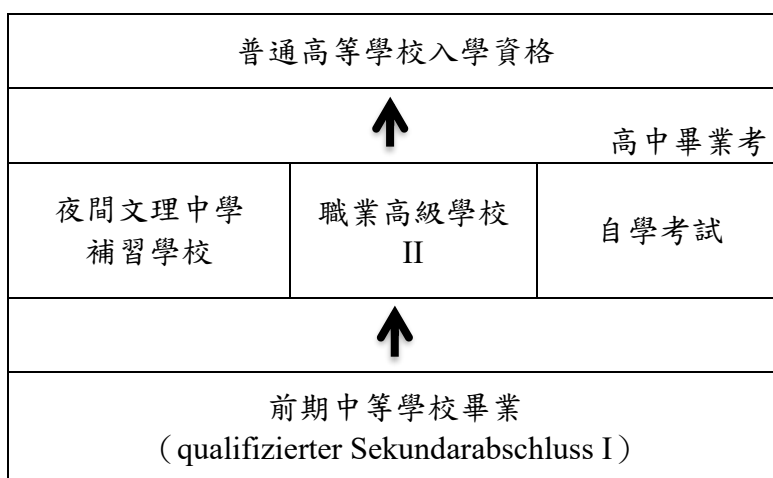 普通高等學校入學資格
高中畢業考
夜間文理中學
補習學校
職業高級學校
II
自學考試
前期中等學校畢業
（qualifizierter Sekundarabschluss I）